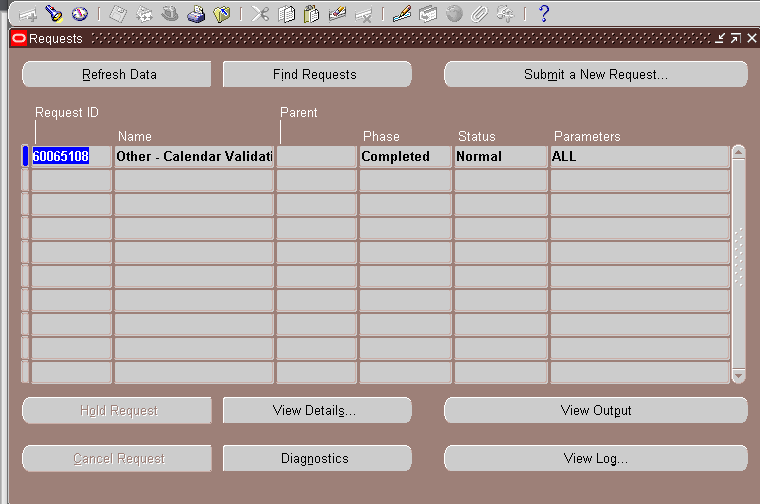 Requests
Refresh Data
Find Requests
Submit a New Request...
Request ID
Parent
Name
Phase
Status
Parameters
60065108
Other - Calendar Validati
Completed
Normal
ALL
Hold Request
View Details...
View Output
Cancel Request
Diagnostics
View Log...